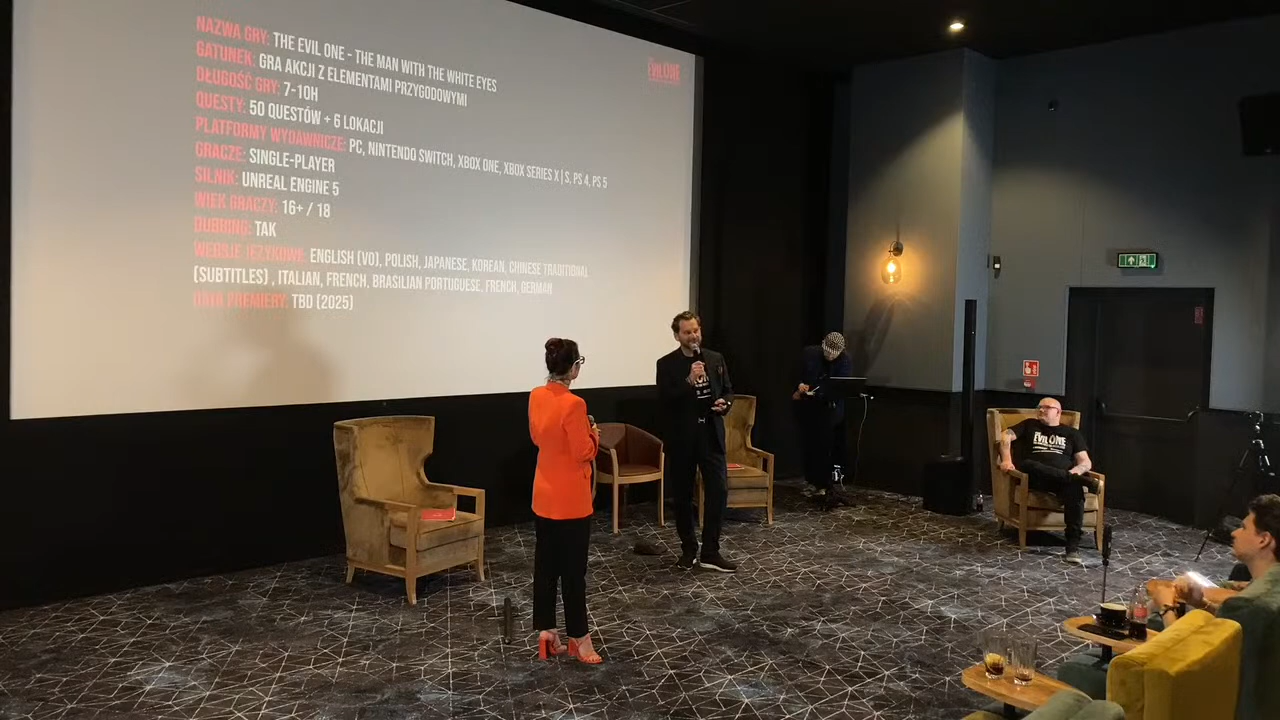 NAZWA GRY: THE EVIL ONE - THE MAN WITH THE WHITE EYES
GATUNEK: GRA AKCJI Z ELEMENTAMI PRZYGODOWYMI
DŁUGOŚĆ GRY: 7-10H
QUESTY: 50 QUESTÓW + 6 LOKACJI
PLATFORMY WYDAWNICZE: PC, NINTENDO SWITCH, XBOX ONE, XBOX SERIES X | S, PS 4, PS 5
GRACZE: SINGLE-PLAYER
SILNIK: UNREAL ENGINE 5
WIEK GRACZY: 16+ / 18
DUBBING: TAK
WERSJE JĘZYKOWE: ENGLISH (VO), POLISH, JAPANESE, KOREAN, CHINESE TRADITIONAL
(SUBTITLES) , ITALIAN, FRENCH, BRASILIAN PORTUGUESE, FRENCH, GERMAN
DATA PREMIERY: TBD (2025)
EVIL ONE
EVIL ONE